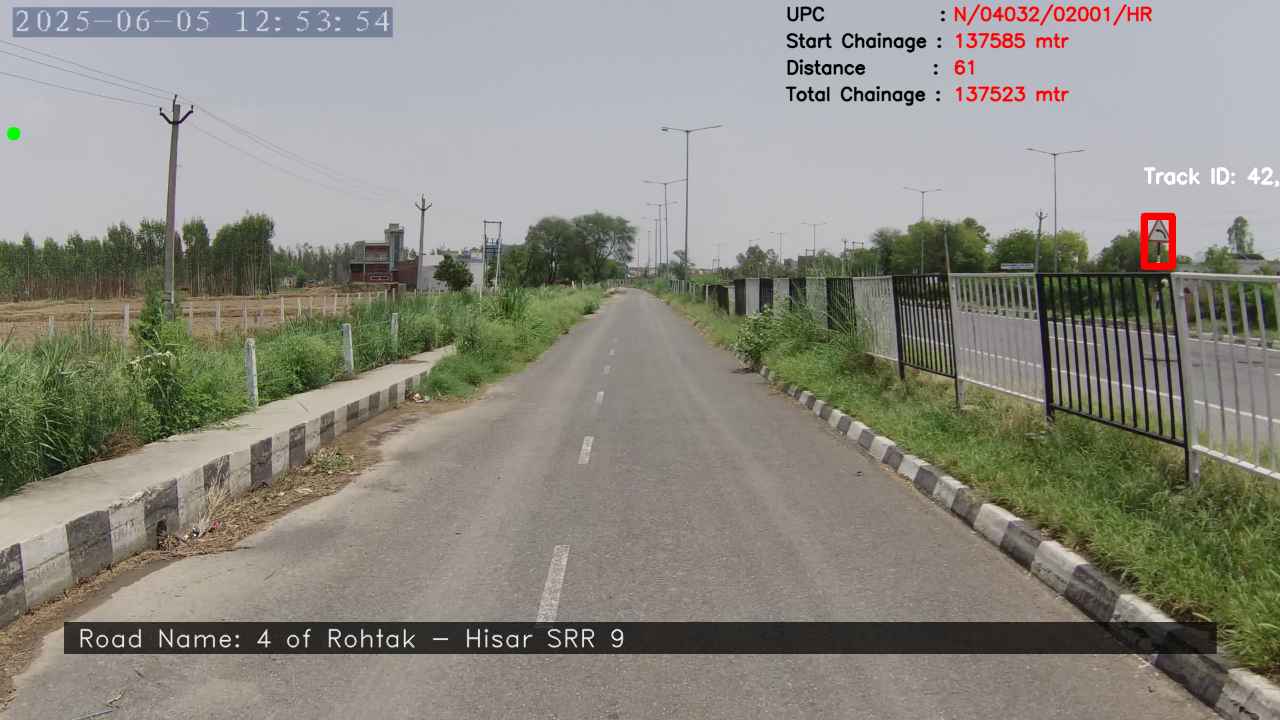 2025-06-05 12:53:54
UPC : N/04032/02001/HR
Start Chainage : 137585 mtr
Distance : 61
Total Chainage : 137523 mtr
Track ID: 42,
Road Name: 4 of Rohtak - Hisar SRR 9